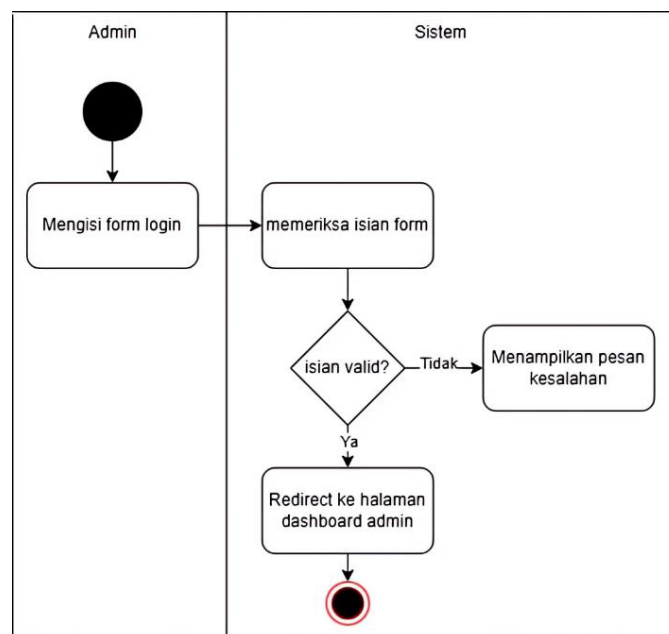 Admin
Sistem
Mengisi form login
memeriksa isian form
isian valid?
Tidak
Menampilkan pesan
kesalahan
Ya
Redirect ke halaman
dashboard admin